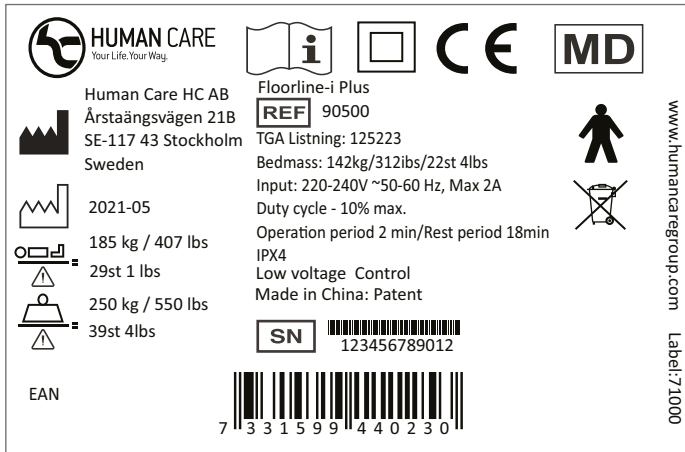 HUMAN CARE
Your Life. Your Way.
i
CE
MD
Human Care HC AB
Årstaängsvägen 21B
SE-117 43 Stockholm
Sweden
2021-05
185 kg / 407 lbs
29st 1 lbs
250 kg / 550 lbs
39st 4lbs
EAN
Floorline-i Plus
REF 90500
TGA Listning: 125223
Bedmass: 142kg/312ibs/22st 4lbs
Input: 220-240V ~50-60 Hz, Max 2A
Duty cycle - 10% max.
Operation period 2 min/Rest period 18min
IPX4
Low voltage  Control
Made in China: Patent
SN
123456789012
7 331599 440230
www.humancaregroup.com    Label:71000